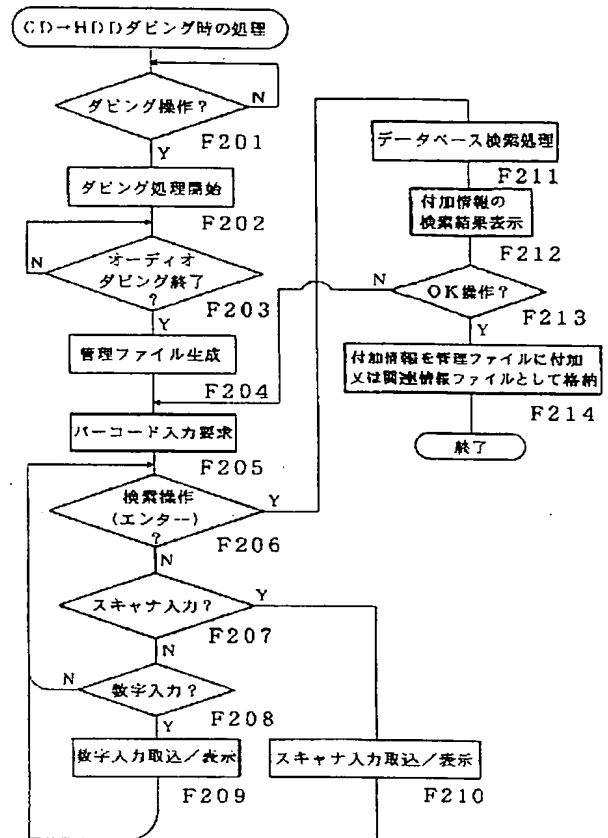 CD→HDDダビング時の処理
ダビング操作？
N
Y
F201
ダビング処理開始
F202
N
オーディオ
ダビング終了
？
F203
Y
管理ファイル生成
F204
バーコード入力要求
F205
検索操作
(エンター)
？
Y
F206
N
スキャナ入力？
Y
F207
N
数字入力？
N
F208
Y
数字入力取込／表示
F209
スキャナ入力取込／表示
F210
データベース検索処理
F211
付加情報の
検索結果表示
F212
N
OK操作？
F213
Y
付加情報を管理ファイルに付加
又は関連情報ファイルとして格納
F214
終了